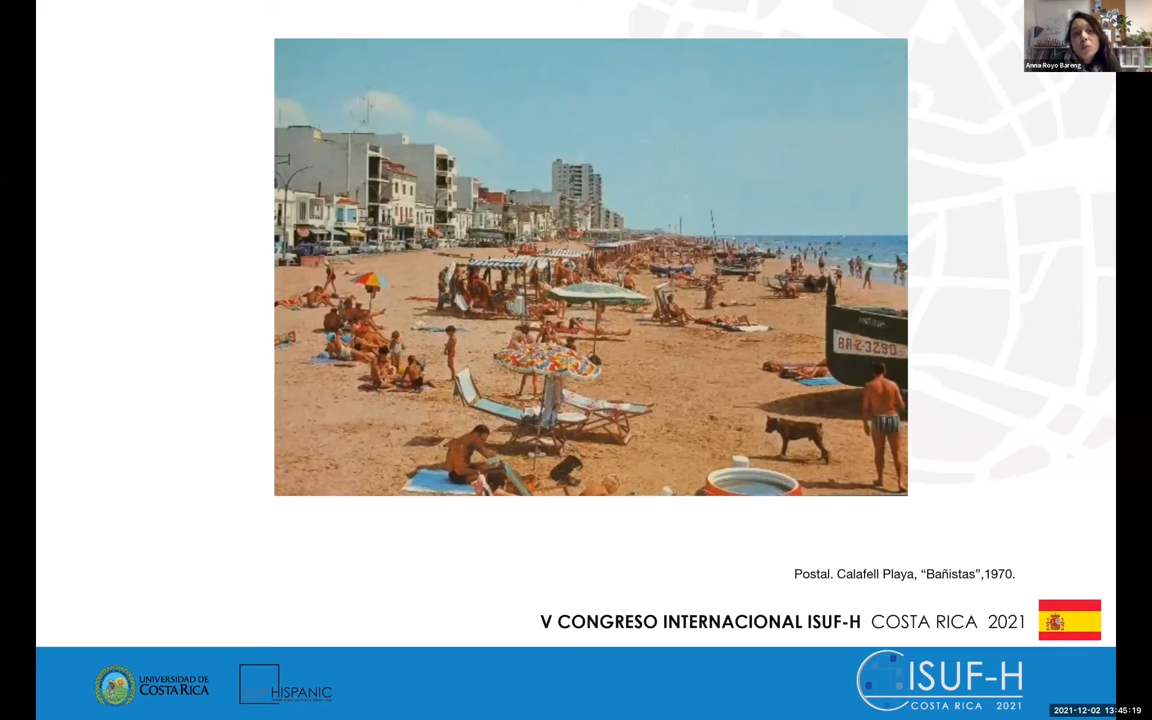 Anna Royo Bareng
BA-2-3290
Postal. Calafell Playa, “Bañistas”,1970.
V CONGRESO INTERNACIONAL ISUF-H COSTA RICA 2021
UNIVERSIDAD DE
COSTA RICA
HISPANIC
ISUF-H
COSTA RICA 2021
2021-12-02 13:45:19